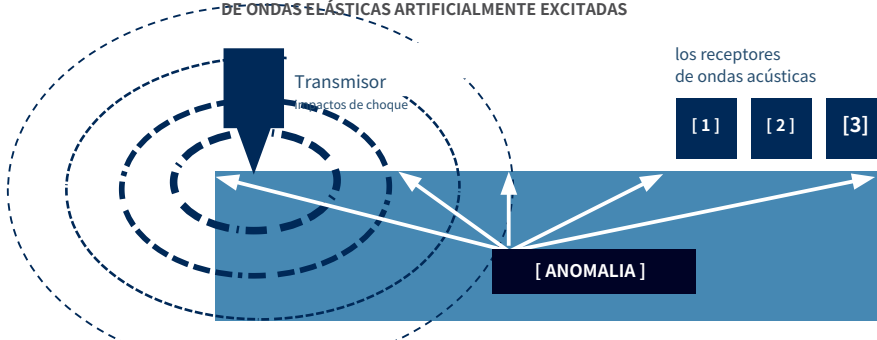 DE ONDAS ELÁSTICAS ARTIFICIALMENTE EXCITADAS
los receptores
de ondas acústicas
Transmisor
impactos de choque
[ 1 ]
[ 2 ]
[3]
[ ANOMALIA ]